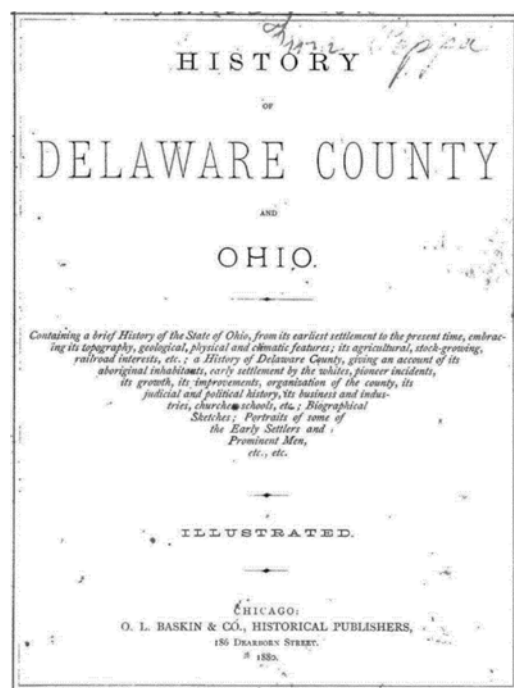 HISTORY
OF
DELAWARE COUNTY
AND
OHIO.
Containing a brief History of the State of Ohio, from its earliest settlement to the present time, embrac-
ing its topography, geological, physical and climatic features; its agricultural, stock-growing,
railroad interests, etc.; a History of Delaware County, giving an account of its
aboriginal inhabitants, early settlement by the whites, pioneer incidents,
its growth, its improvements, organization of the county, its
judicial and political history, its business and indus-
tries, churches, schools, etc.; Biographical
Sketches; Portraits of some of
the Early Settlers and
Prominent Men,
etc., etc.
ILLUSTRATED.
CHICAGO:
O. L. BASKIN & CO., HISTORICAL PUBLISHERS,
186 DEARBORN STREET.
1880.